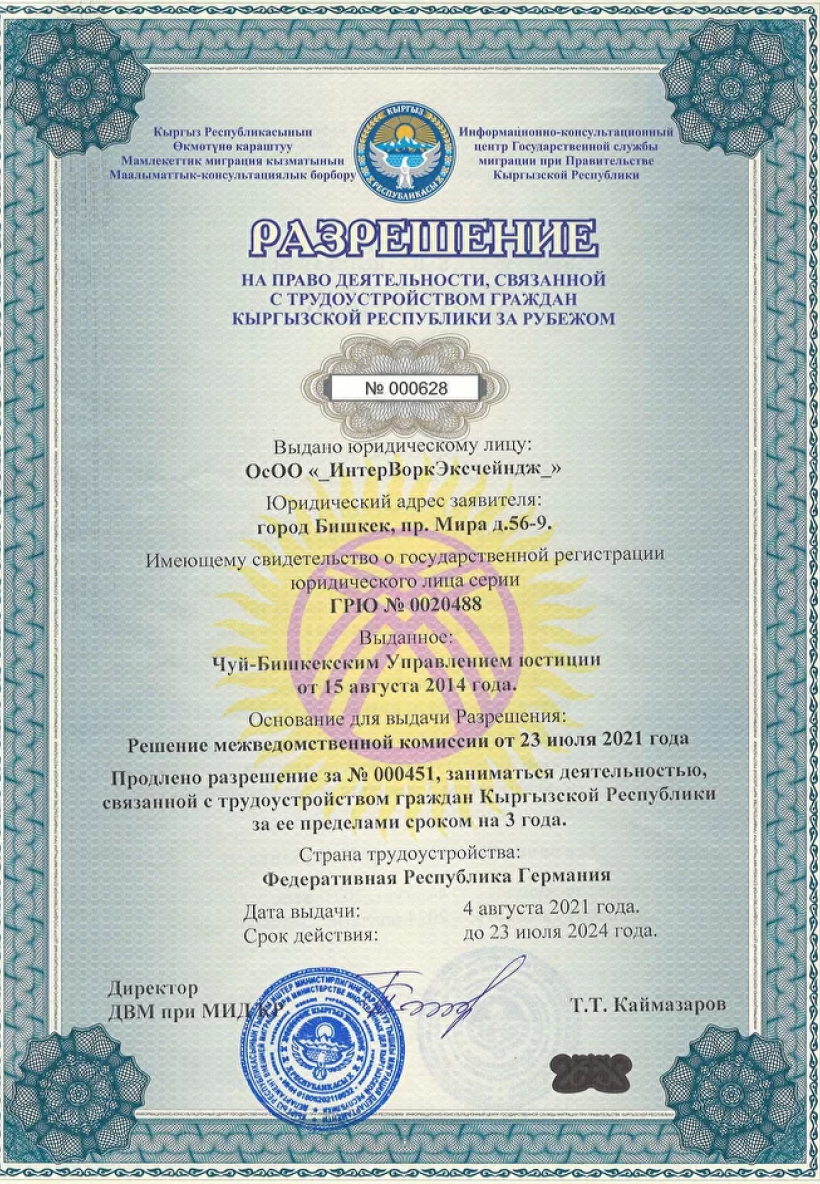 Кыргыз Республикасынын
Өкмөтүнө караштуу
Мамлекеттик миграция кызматынын
Маалыматтык-консультациялык борбору
КЫРГЫЗ
РЕСПУБЛИКАСЫ
Информационно-консультационный
центр Государственной службы
миграции при Правительстве
Кыргызской Республики
РАЗРЕШЕНИЕ
НА ПРАВО ДЕЯТЕЛЬНОСТИ, СВЯЗАННОЙ
С ТРУДОУСТРОЙСТВОМ ГРАЖДАН
КЫРГЫЗСКОЙ РЕСПУБЛИКИ ЗА РУБЕЖОМ
№ 000628
Выдано юридическому лицу:
ОсОО «_ИнтерВоркЭксчейндж_»
Юридический адрес заявителя:
город Бишкек, пр. Мира д.56-9.
Имеющему свидетельство о государственной регистрации
юридического лица серии
ГРЮ № 0020488
Выданное:
Чуй-Бишкекским Управлением юстиции
от 15 августа 2014 года.
Основание для выдачи Разрешения:
Решение межведомственной комиссии от 23 июля 2021 года
Продлено разрешение за № 000451, заниматься деятельностью,
связанной с трудоустройством граждан Кыргызской Республики
за ее пределами сроком на 3 года.
Страна трудоустройства:
Федеративная Республика Германия
Дата выдачи: 4 августа 2021 года.
Срок действия: до 23 июля 2024 года.
Директор
ДВМ при МИД КР Т.Т. Каймазаров